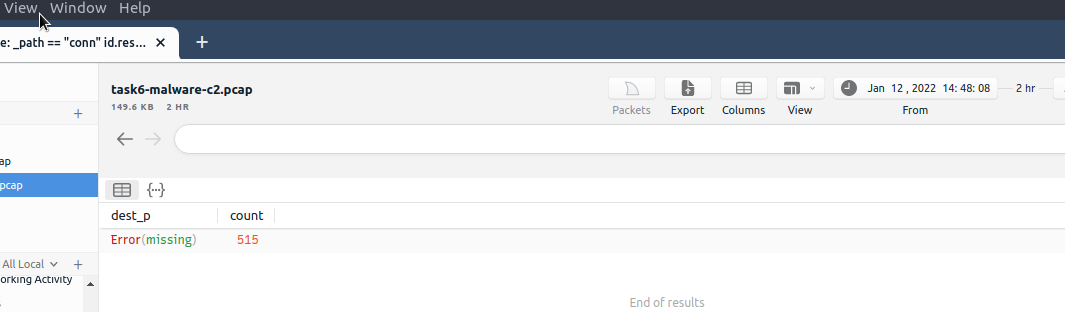 View Window Help
e: _path == "conn" id.res...
task6-malware-c2.pcap
149.6 KB 2 HR
Packets Export Columns View
Jan 12 , 2022 14: 48: 08 2 hr
From
ap
pcap
dest_p count
Error(missing) 515
All Local
orking Activity
End of results